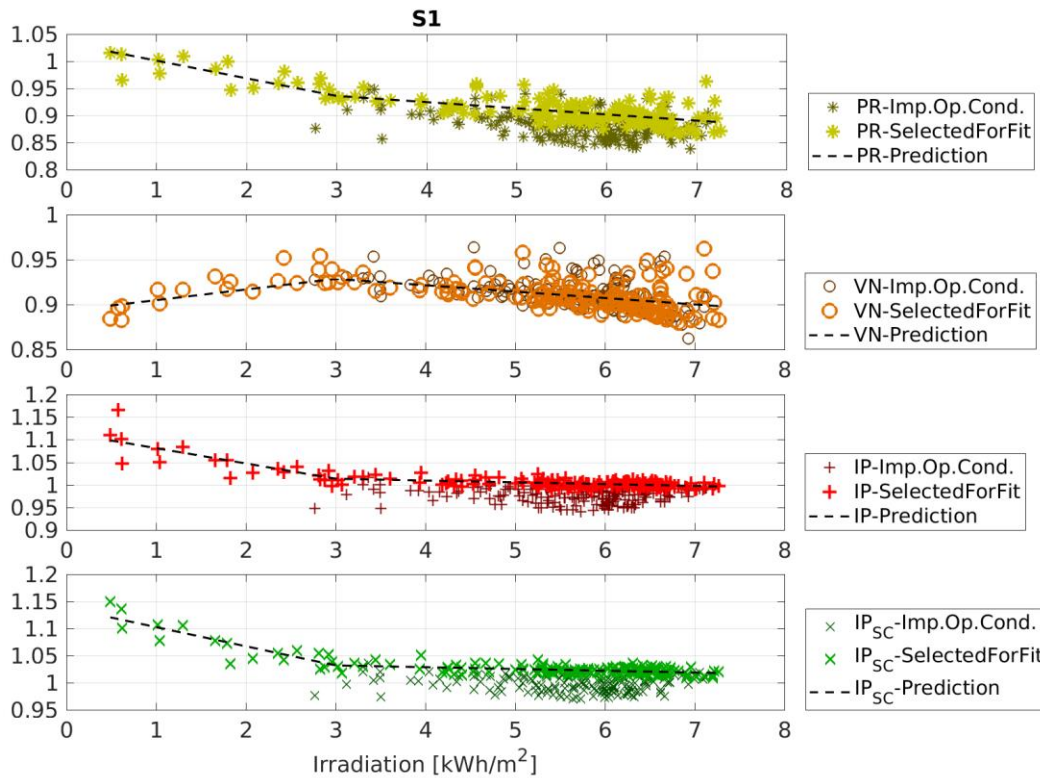 S1
1.05
1
0.95
0.9
0.85
0.8
0 1 2 3 4 5 6 7 8
PR-Imp.Op.Cond.
PR-SelectedForFit
PR-Prediction
1
0.95
0.9
0.85
0 1 2 3 4 5 6 7 8
VN-Imp.Op.Cond.
VN-SelectedForFit
VN-Prediction
1.2
1.1
1.05
1
0.95
0.9
0 1 2 3 4 5 6 7 8
IP-Imp.Op.Cond.
IP-SelectedForFit
IP-Prediction
1.2
1.15
1.1
1.05
1
0.95
0 1 2 3 4 5 6 7 8
IP_SC-Imp.Op.Cond.
IP_SC-SelectedForFit
IP_SC-Prediction
Irradiation [kWh/m²]